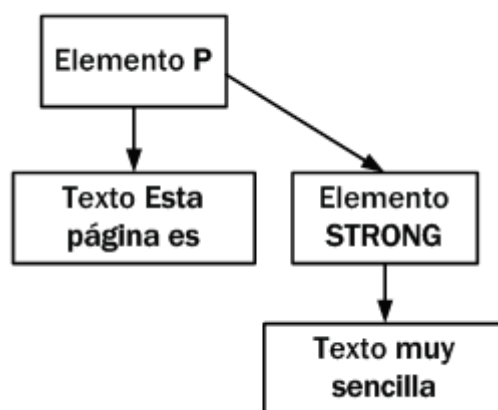 Elemento P
Texto Esta
página es
Elemento
STRONG
Texto muy
sencilla